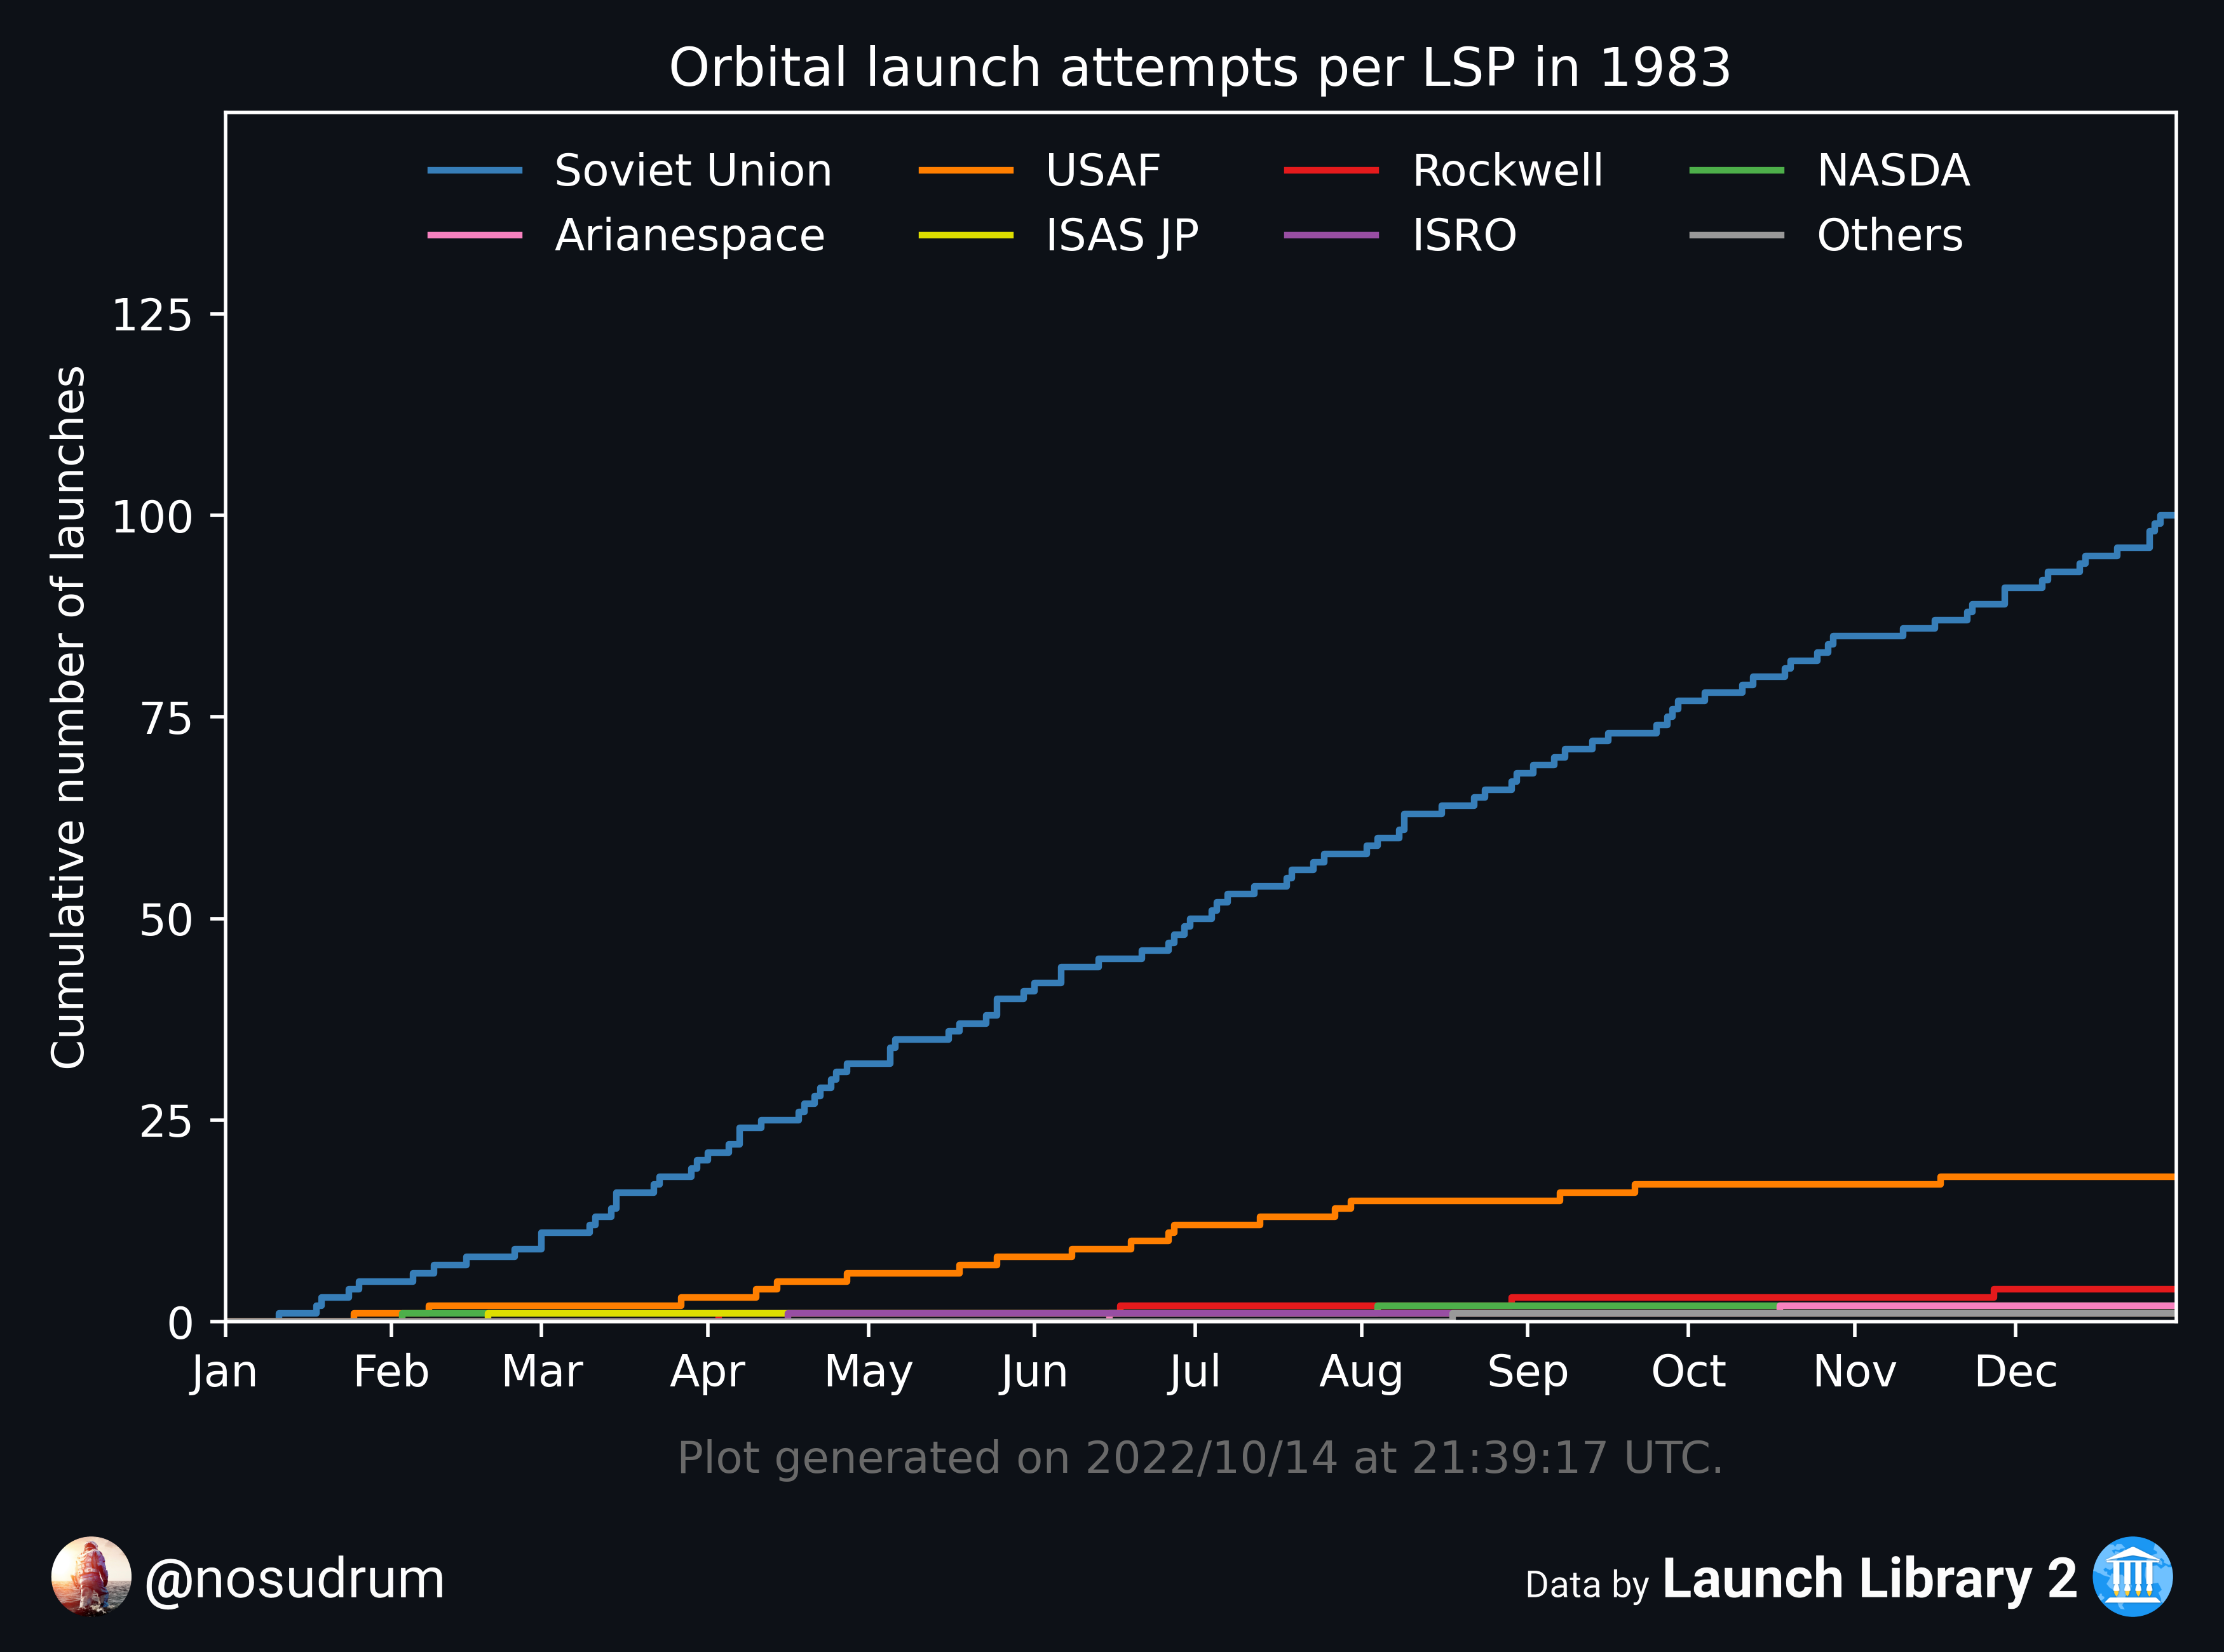 Orbital launch attempts per LSP in 1983
Soviet Union USAF Rockwell NASDA
Arianespace ISAS JP ISRO Others
125
100
75
50
25
0
Cumulative number of launches
Jan Feb Mar Apr May Jun Jul Aug Sep Oct Nov Dec
Plot generated on 2022/10/14 at 21:39:17 UTC.
@nosudrum
Data by Launch Library 2